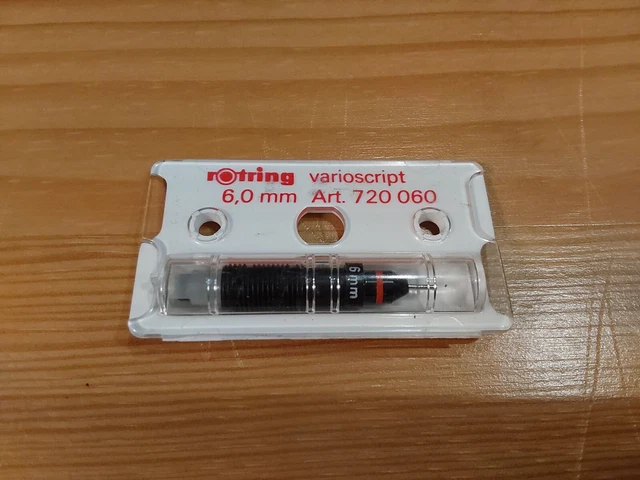 rotring varioscript
6,0 mm Art. 720 060
6 mm